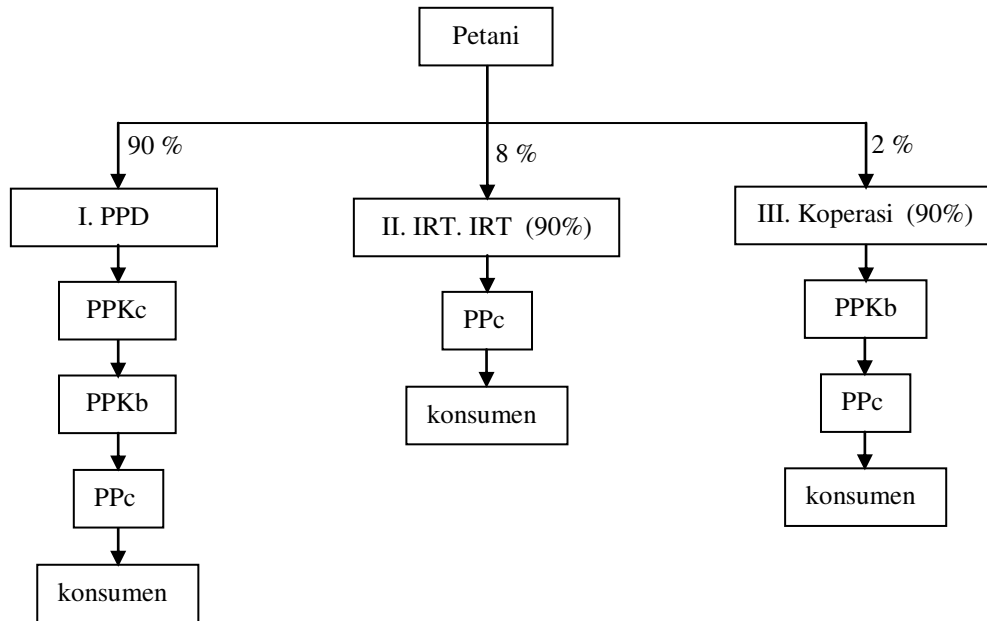 Petani
90 %
8 %
2 %
I. PPD
II. IRT. IRT (90%)
III. Koperasi (90%)
PPKc
PPc
PPKb
PPKb
konsumen
PPc
PPc
konsumen
konsumen